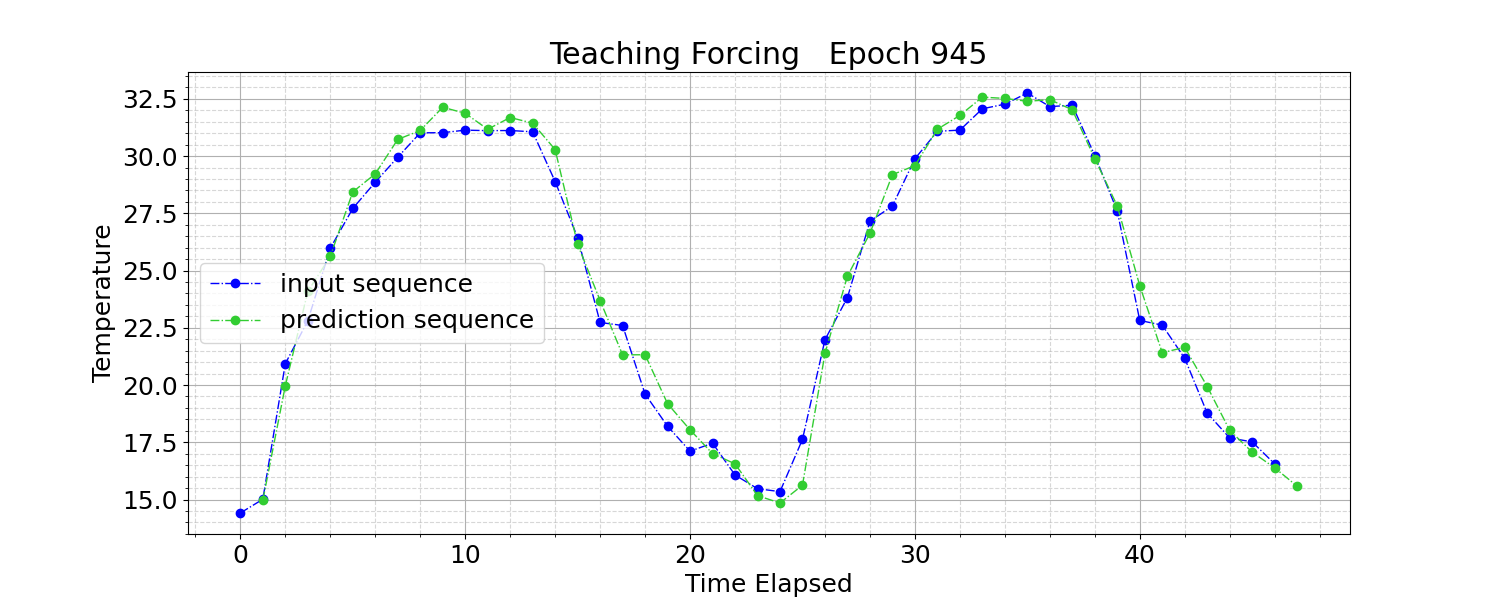 Teaching Forcing   Epoch 945
32.5
30.0
27.5
25.0
22.5
20.0
17.5
15.0
Temperature
input sequence
prediction sequence
0 10 20 30 40
Time Elapsed